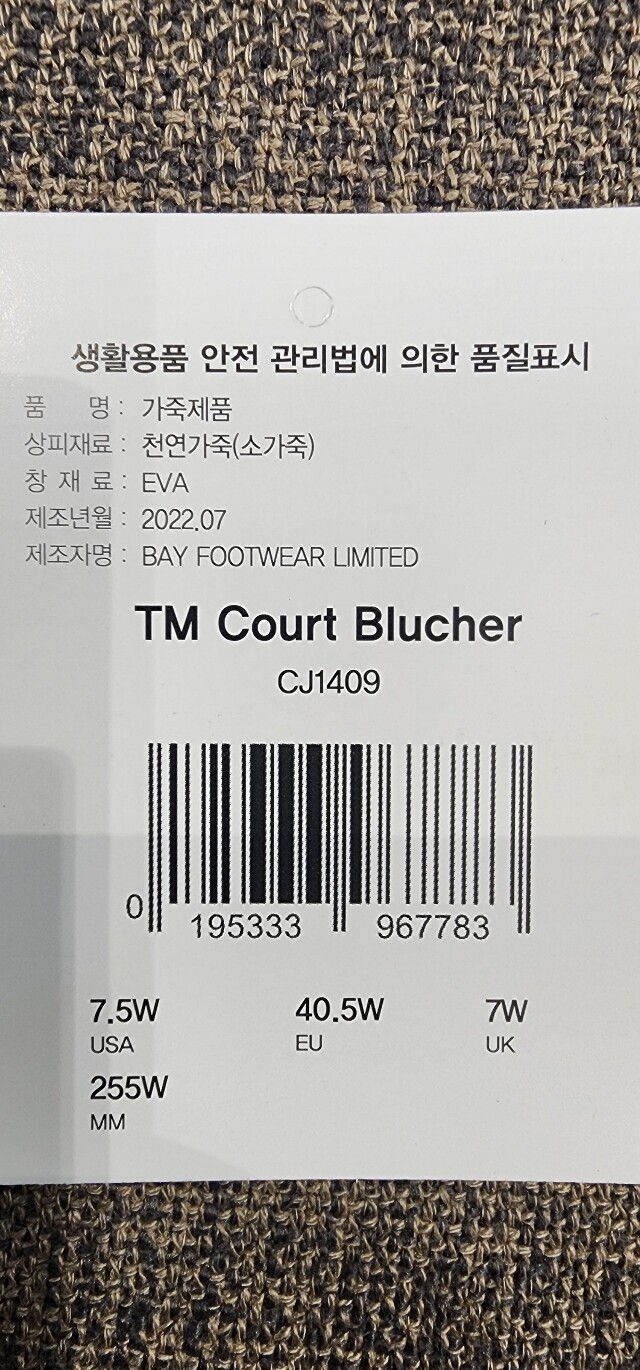 생활용품 안전 관리법에 의한 품질표시
품 명 : 가죽제품
상피재료 : 천연가죽(소가죽)
창 재 료 : EVA
제조년월 : 2022.07
제조자명 : BAY FOOTWEAR LIMITED
TM Court Blucher
CJ1409
0 195333 967783
7.5W 40.5W 7W
USA EU UK
255W
MM